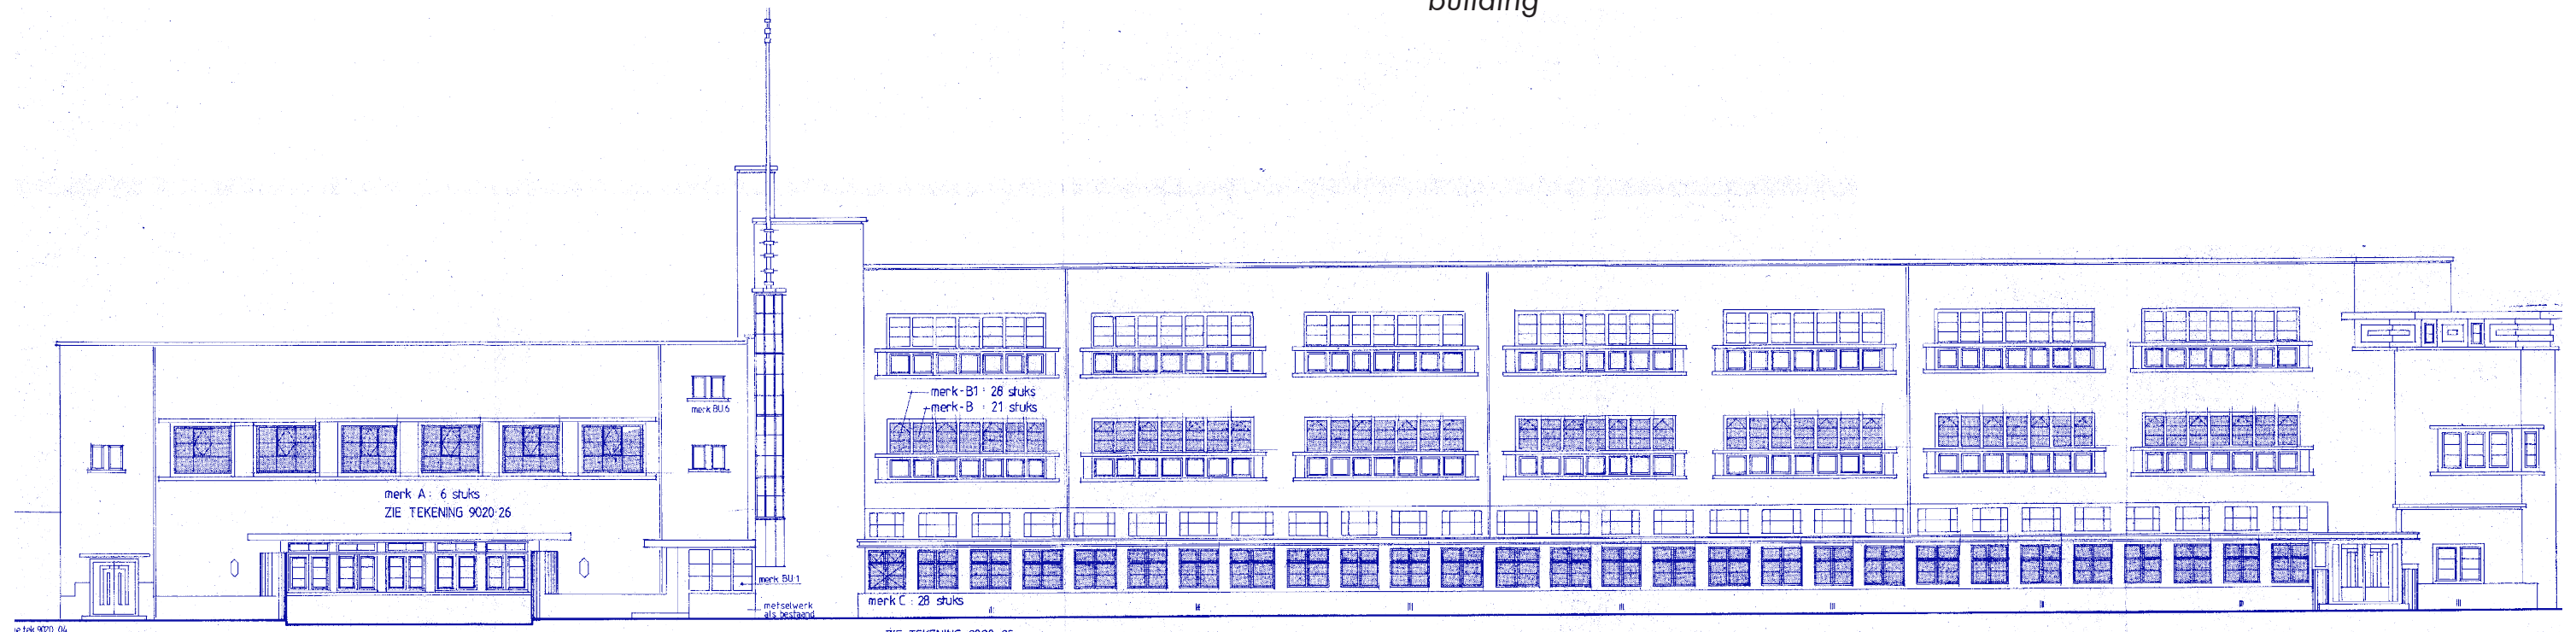 building
merk BU.6
merk-B1 : 28 stuks
merk-B : 21 stuks
merk A : 6 stuks
ZIE TEKENING 9020-26
merk BU.1
metselwerk
als bestaand
merk C : 28 stuks